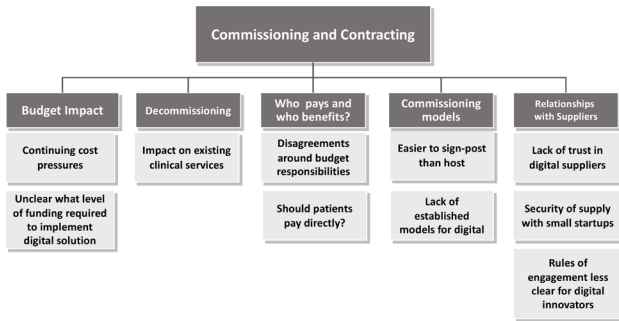 Commissioning and Contracting
Budget Impact
Continuing cost
pressures
Unclear what level
of funding required
to implement
digital solution
Decommissioning
Impact on existing
clinical services
Who pays and
who benefits?
Disagreements
around budget
responsibilities
Should patients
pay directly?
Commissioning
models
Easier to sign-post
than host
Lack of
established
models for digital
Relationships
with Suppliers
Lack of trust in
digital suppliers
Security of supply
with small startups
Rules of
engagement less
clear for digital
innovators